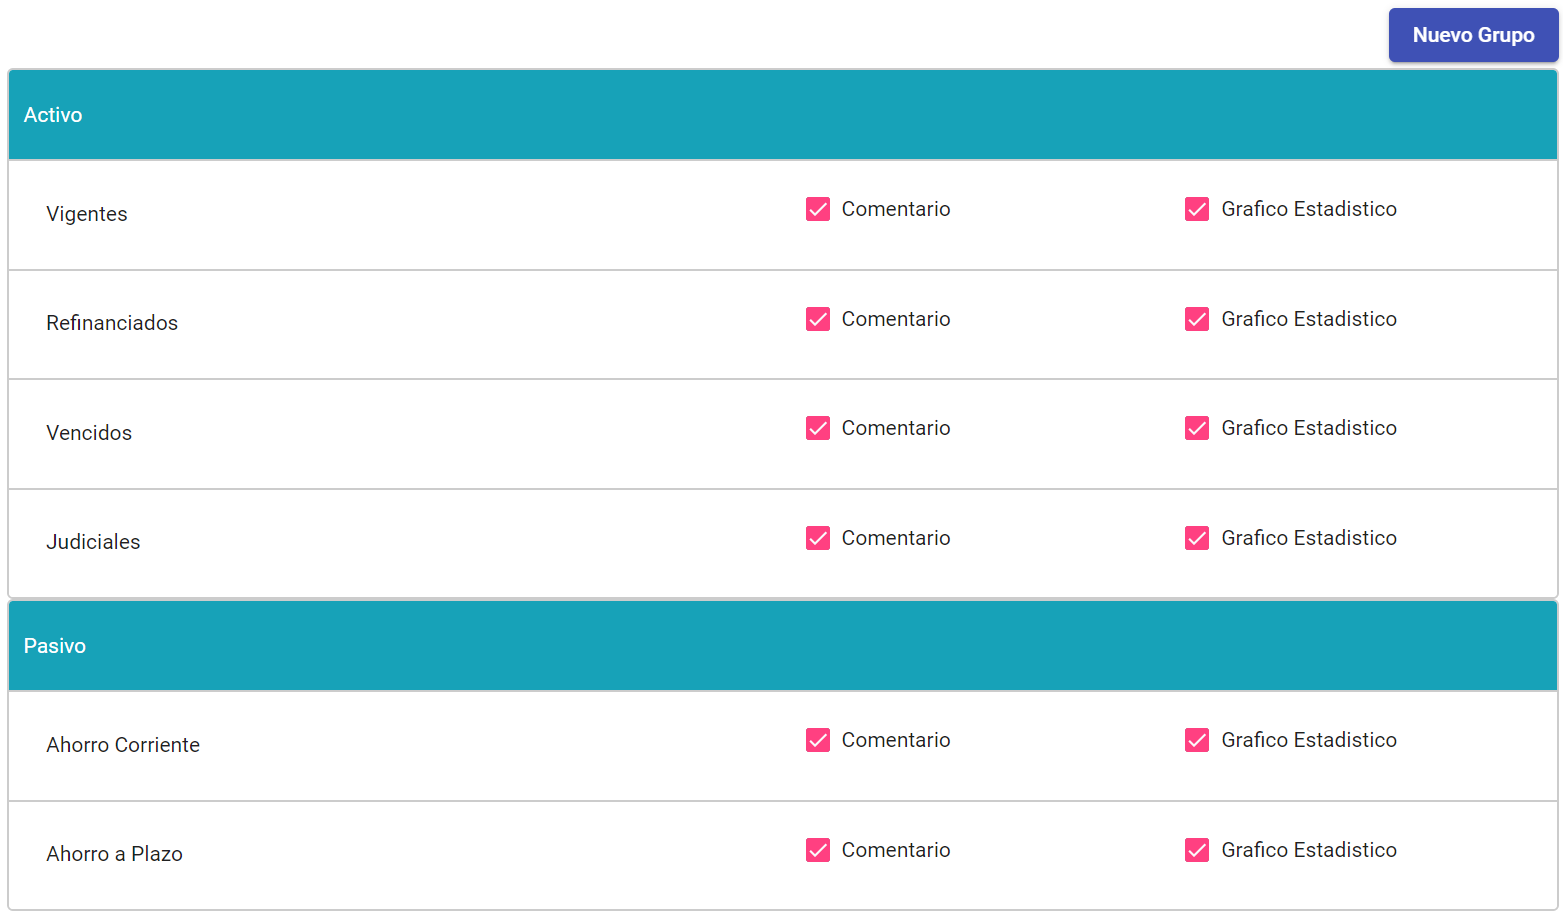 Nuevo Grupo
Activo
Vigentes Comentario Grafico Estadistico
Refinanciados Comentario Grafico Estadistico
Vencidos Comentario Grafico Estadistico
Judiciales Comentario Grafico Estadistico
Pasivo
Ahorro Corriente Comentario Grafico Estadistico
Ahorro a Plazo Comentario Grafico Estadistico